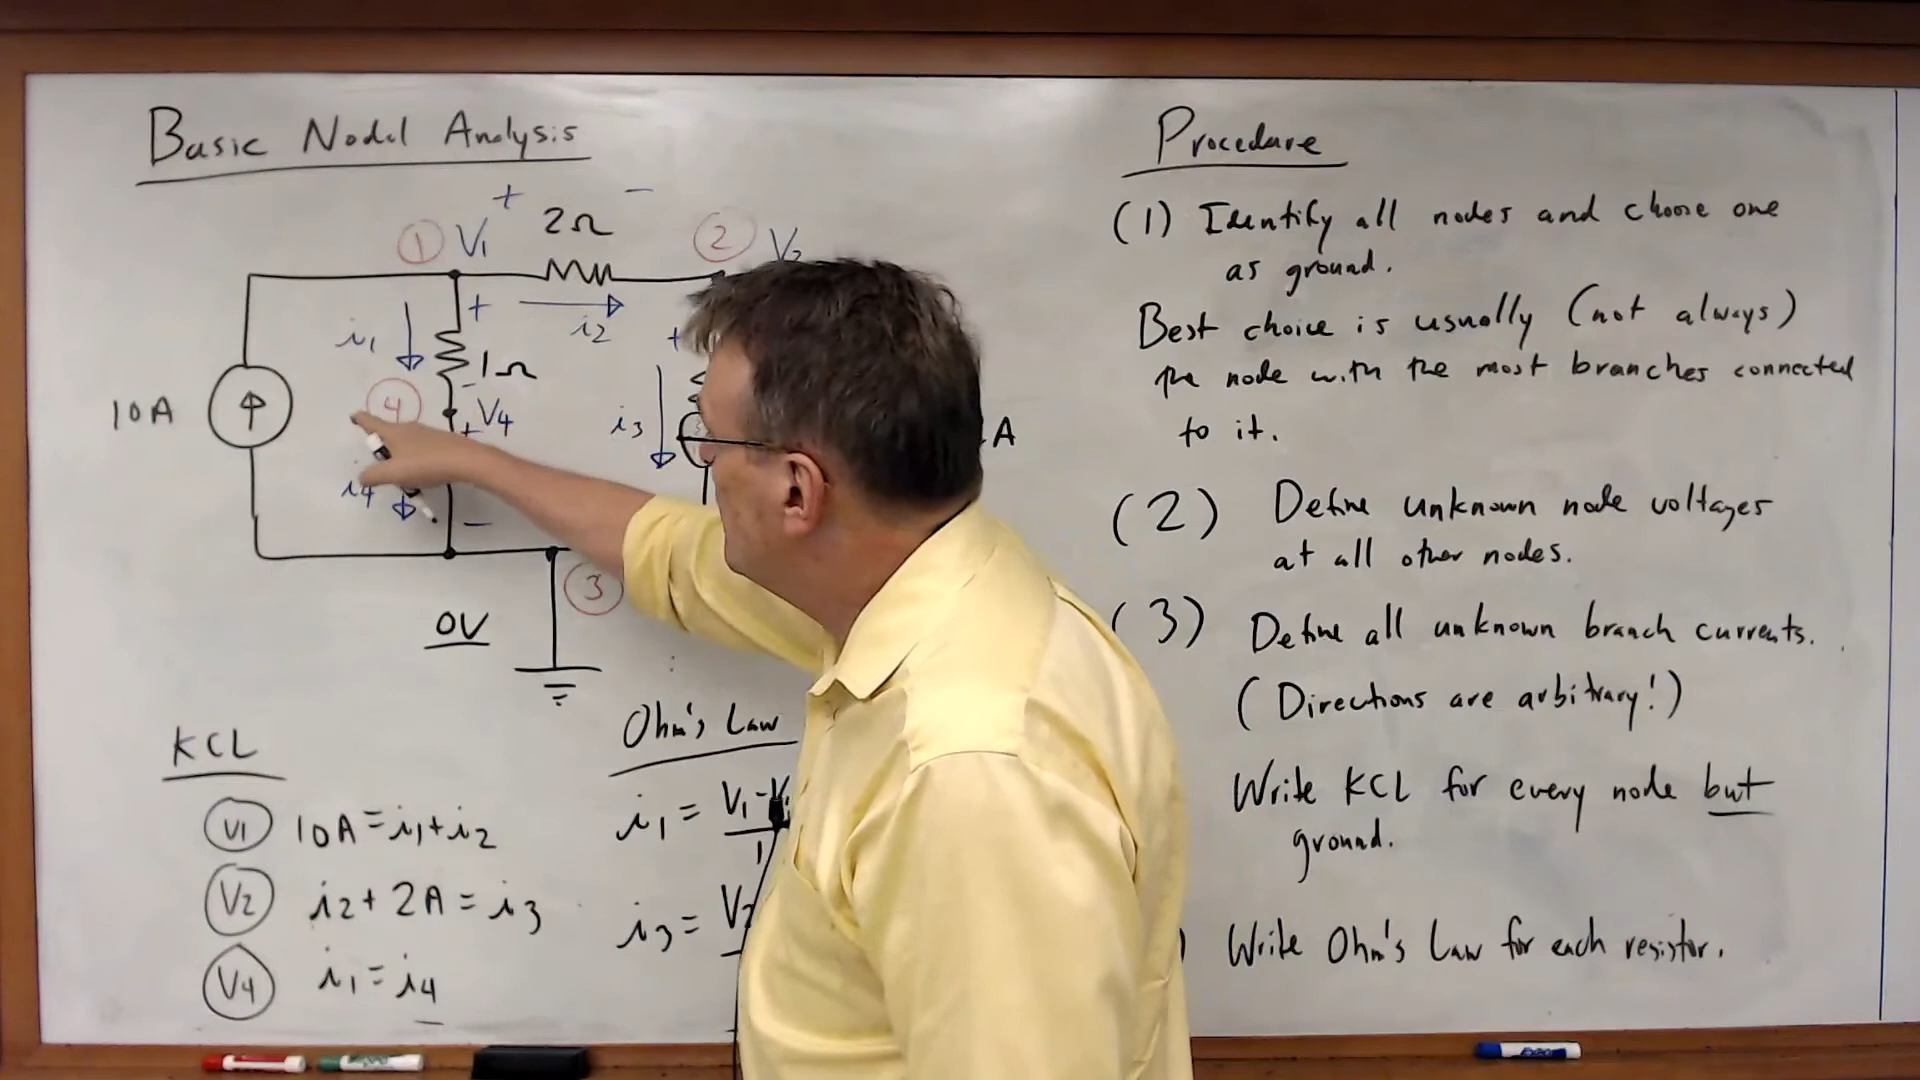 Basic Nodal Analysis
+ −
2Ω
1 V1
2 V2
+
i1
i2
+
1Ω
−
10A
4 V4
+
i3
A
i4
−
3
0V
KCL
V1 10A = i1 + i2
V2 i2 + 2A = i3
V4 i1 = i4
Ohm's Law
i1 = V1 -
1
i3 = V2
Procedure
(1) Identify all nodes and choose one
as ground.
Best choice is usually (not always)
the node with the most branches connected
to it.
(2) Define unknown node voltages
at all other nodes.
(3) Define all unknown branch currents.
(Directions are arbitrary!)
Write KCL for every node but
ground.
) Write Ohm's Law for each resistor.